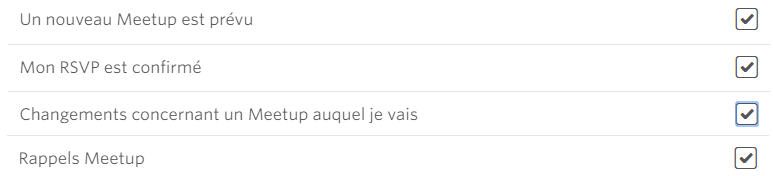 Un nouveau Meetup est prévu
Mon RSVP est confirmé
Changements concernant un Meetup auquel je vais
Rappels Meetup